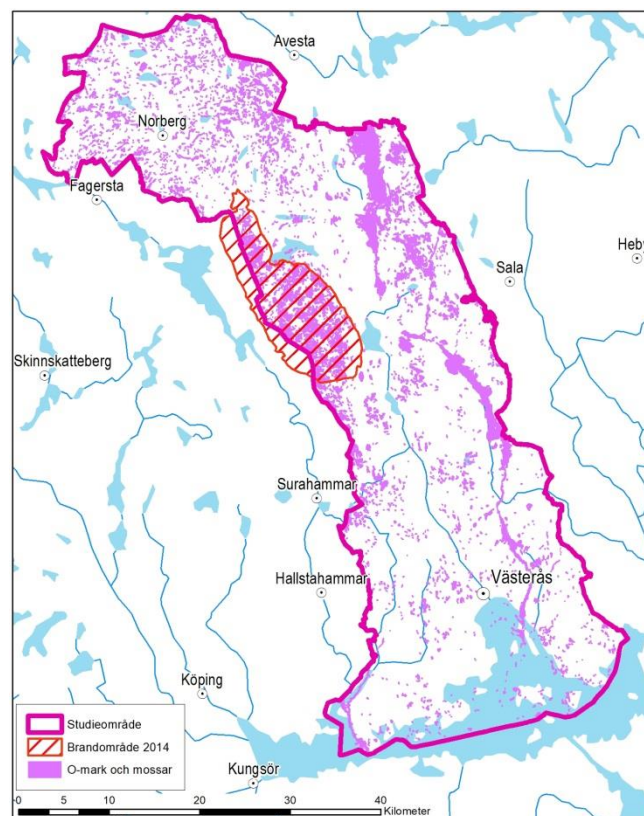 Avesta
Norberg
Fagersta
Sala
Skinnskatteberg
Surahammar
Hallstahammar
Västerås
Köping
Kungsör
Studieområde
Brandområde 2014
O-mark och mossar
0 5 10 20 30 40
Kilometer